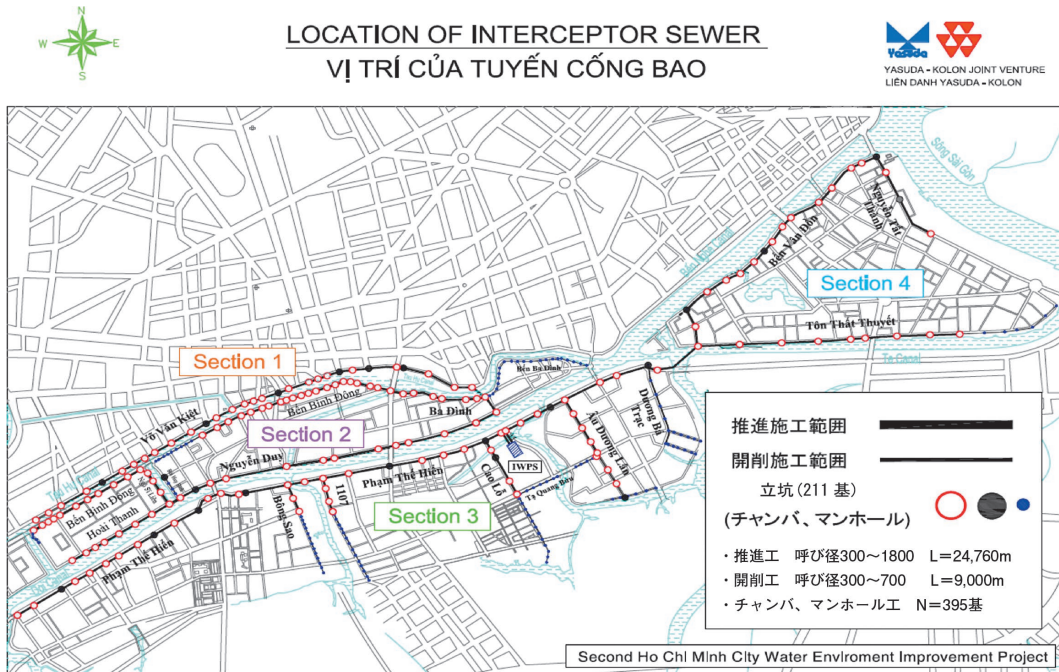 N
W
E
S
LOCATION OF INTERCEPTOR SEWER
VỊ TRÍ CỦA TUYẾN CỐNG BAO
Yasuda
YASUDA - KOLON JOINT VENTURE
LIÊN DANH YASUDA - KOLON
Sông Sài Gòn
Nguyễn Tất
Thành
Bến Vân Đồn
Section 4
Tôn Thất Thuyết
Section 1
Bến Ba Đình
Bến Bình Đông
Ba Đình
Võ Văn Kiệt
Section 2
Nguyễn Duy
Dương Bá
Trạc
Âu Dương Lân
IWPS
Phạm Thế Hiển
Cao Lỗ
Tạ Quang Bửu
1107
Section 3
Bông Sao
Bến Bình Đông
Hoài Thanh
Phạm Thế Hiển
推進施工範囲
開削施工範囲
立坑(211 基)
(チャンバ、マンホール)
・推進工 呼び径300～1800 L＝24,760m
・開削工 呼び径300～700 L＝9,000m
・チャンバ、マンホール工 N＝395基
Second Ho Chi Minh City Water Enviroment Improvement Project